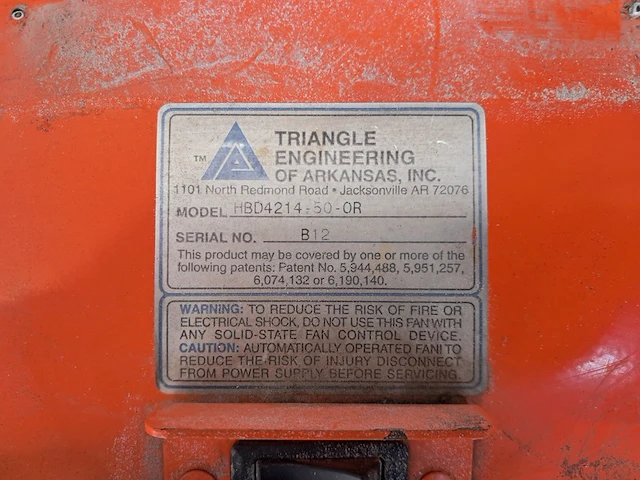 TRIANGLE
TM
ENGINEERING
OF ARKANSAS, INC.
1101 North Redmond Road • Jacksonville AR 72076
MODEL HBD4214-50-OR
SERIAL NO. B12
This product may be covered by one or more of the
following patents: Patent No. 5,944,488, 5,951,257,
6,074,132 or 6,190,140.
WARNING: TO REDUCE THE RISK OF FIRE OR
ELECTRICAL SHOCK, DO NOT USE THIS FAN WITH
ANY SOLID-STATE FAN CONTROL DEVICE.
CAUTION: AUTOMATICALLY OPERATED FAN! TO
REDUCE THE RISK OF INJURY DISCONNECT
FROM POWER SUPPLY BEFORE SERVICING.